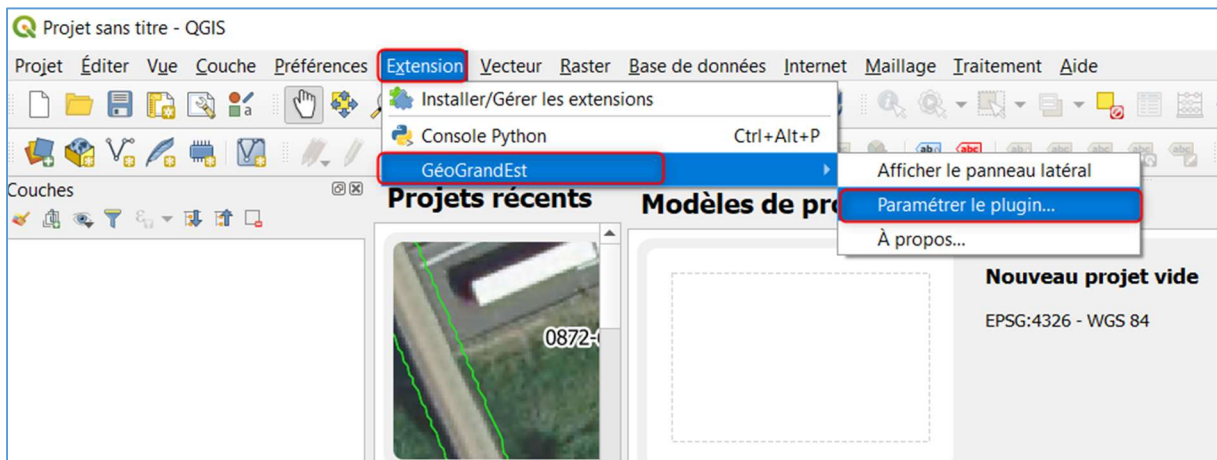 Projet sans titre - QGIS
Projet Éditer Vue Couche Préférences Extension Vecteur Raster Base de données Internet Maillage Traitement Aide
Installer/Gérer les extensions
Console Python Ctrl+Alt+P
GéoGrandEst
Afficher le panneau latéral
Paramétrer le plugin...
À propos...
Couches
Projets récents
Modèles de pro
Nouveau projet vide
EPSG:4326 - WGS 84
0872-